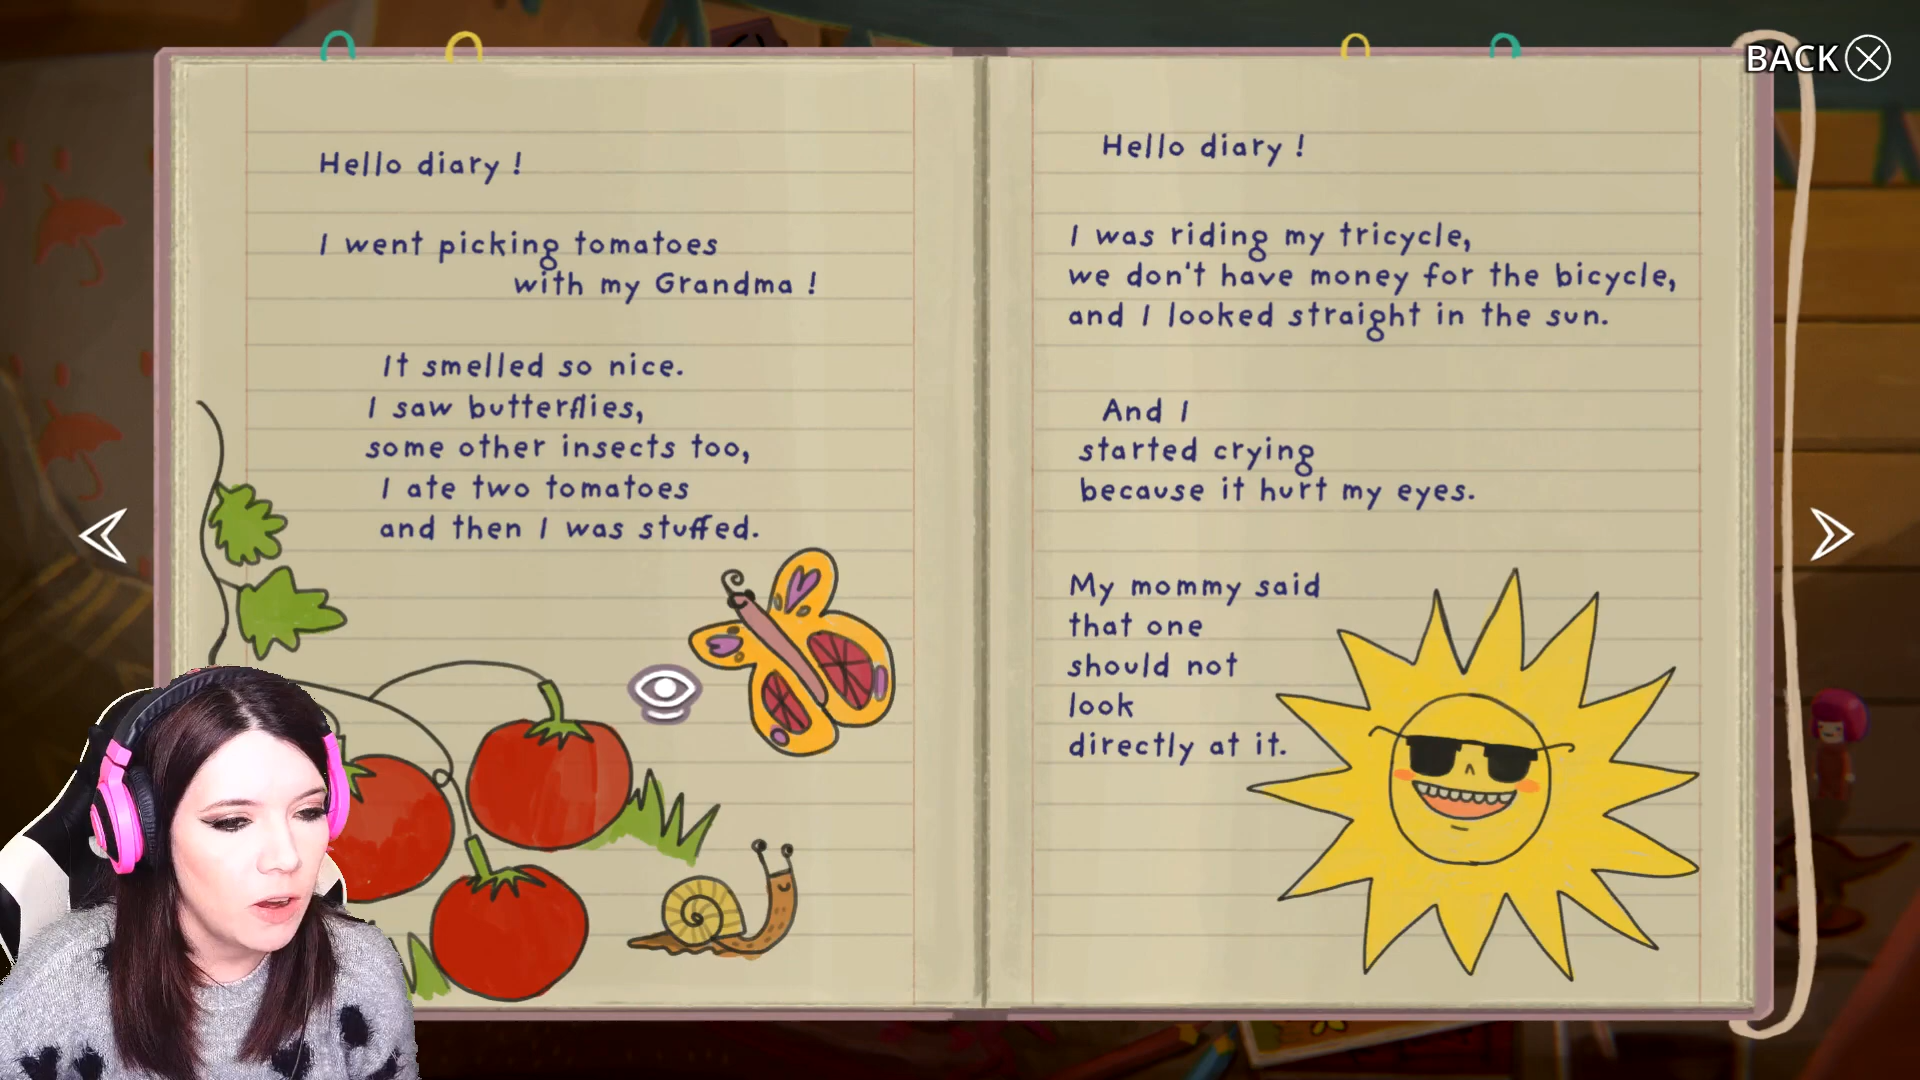 BACK
Hello diary !
I went picking tomatoes
with my Grandma !
It smelled so nice.
I saw butterflies,
some other insects too,
I ate two tomatoes
and then I was stuffed.
Hello diary !
I was riding my tricycle,
we don't have money for the bicycle,
and I looked straight in the sun.
And I
started crying
because it hurt my eyes.
My mommy said
that one
should not
look
directly at it.